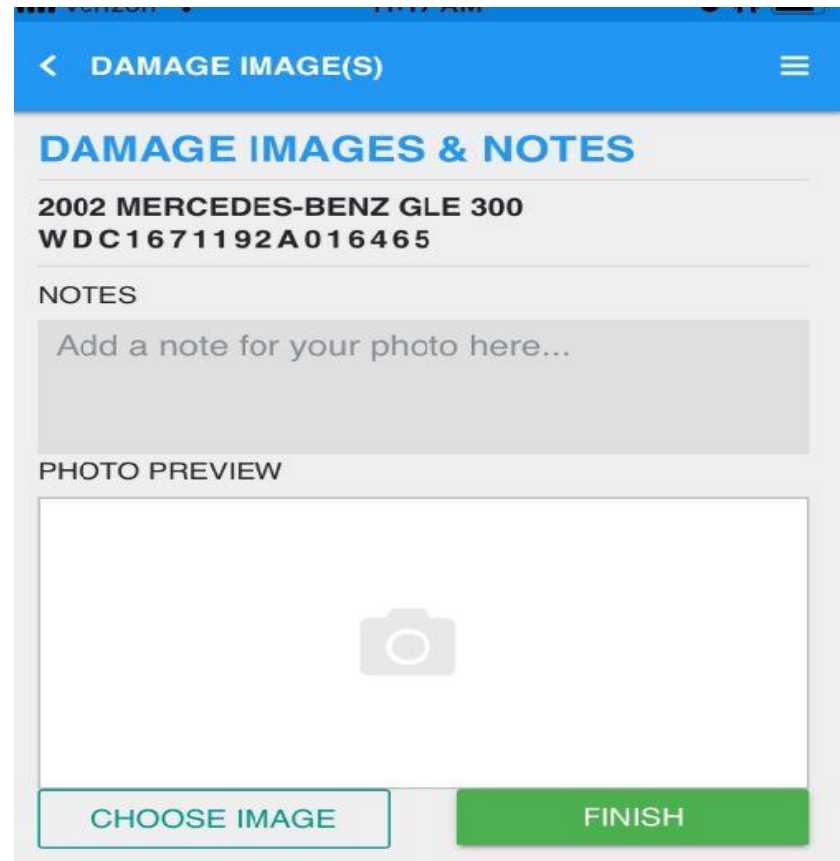 DAMAGE IMAGE(S)
DAMAGE IMAGES & NOTES
2002 MERCEDES-BENZ GLE 300
WDC1671192A016465
NOTES
Add a note for your photo here...
PHOTO PREVIEW
CHOOSE IMAGE
FINISH